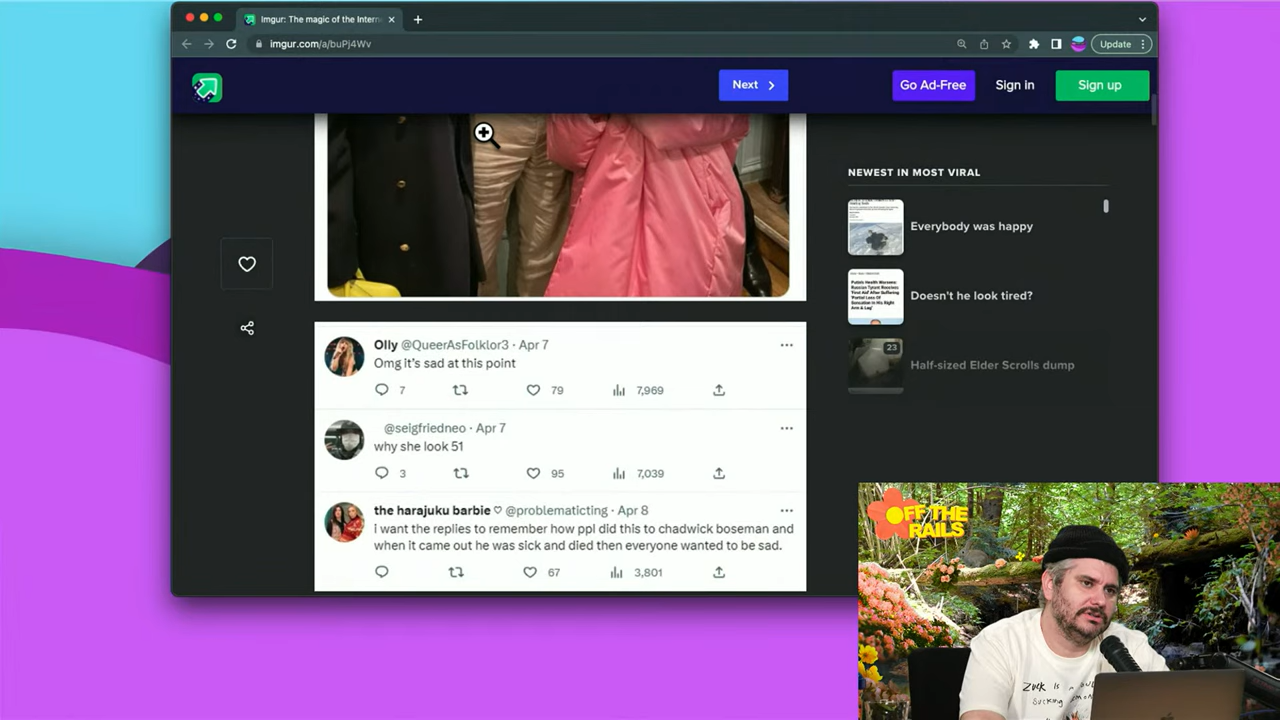 Imgur: The magic of the Intern
imgur.com/a/buPj4Wv
Update
Next
Go Ad-Free
Sign in
Sign up
NEWEST IN MOST VIRAL
Everybody was happy
Doesn't he look tired?
23
Half-sized Elder Scrolls dump
Olly @QueerAsFolklor3 · Apr 7
Omg it's sad at this point
7 79 7,969
@seigfriedneo · Apr 7
why she look 51
3 95 7,039
the harajuku barbie ♡ @problematicting · Apr 8
i want the replies to remember how ppl did this to chadwick boseman and
when it came out he was sick and died then everyone wanted to be sad.
67 3,801
OFF THE
RAILS